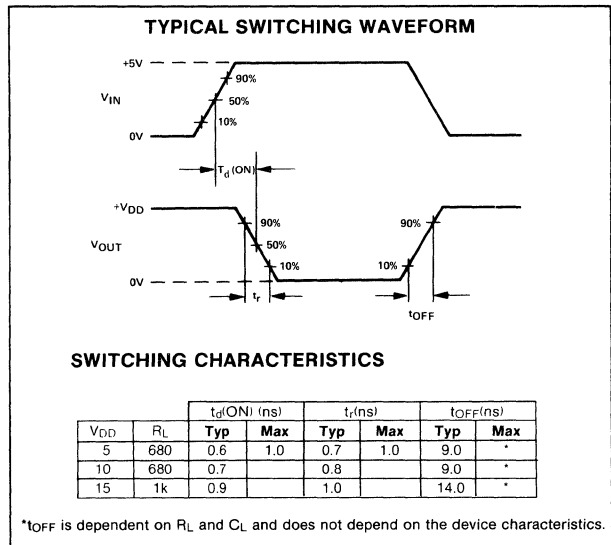 TYPICAL SWITCHING WAVEFORM
+5V
90%
VIN
50%
10%
0V
Td (ON)
+VDD
90%
90%
VOUT
50%
10%
10%
0V
tr
tOFF
SWITCHING CHARACTERISTICS
td(ON) (ns) tr(ns) tOFF(ns)
VDD RL Typ Max Typ Max Typ Max
5 680 0.6 1.0 0.7 1.0 9.0 *
10 680 0.7 0.8 9.0 *
15 1k 0.9 1.0 14.0 *
*tOFF is dependent on RL and CL and does not depend on the device characteristics.